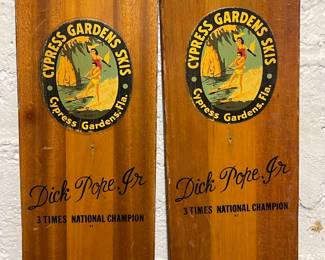 CYPRESS GARDENS SKIS
Cypress Gardens, Fla.
Dick Pope, Jr
3 TIMES NATIONAL CHAMPION
"
CYPRESS GARDENS SKIS
Cypress Gardens, Fla.
Dick Pope, Jr
3 TIMES NATIONAL CHAMPION
"